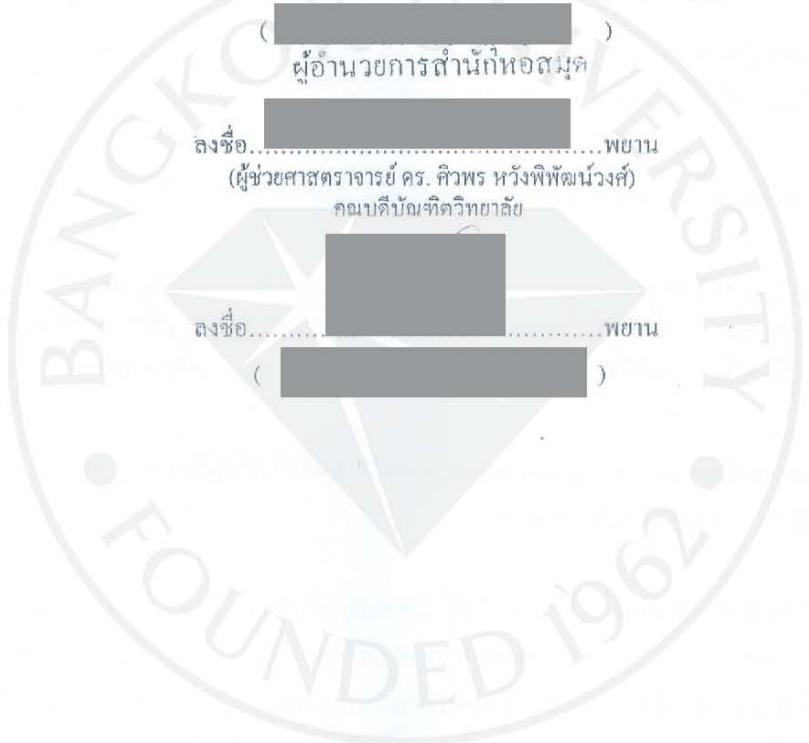 ( )
ผู้อำนวยการสำนักหอสมุด
ลงชื่อ..........................................พยาน
(ผู้ช่วยศาสตราจารย์ ดร. ศิวพร หวังพิพัฒน์วงศ์)
คณบดีบัณฑิตวิทยาลัย
ลงชื่อ..........................................พยาน
( )
BANGKOK UNIVERSITY
FOUNDED 1962